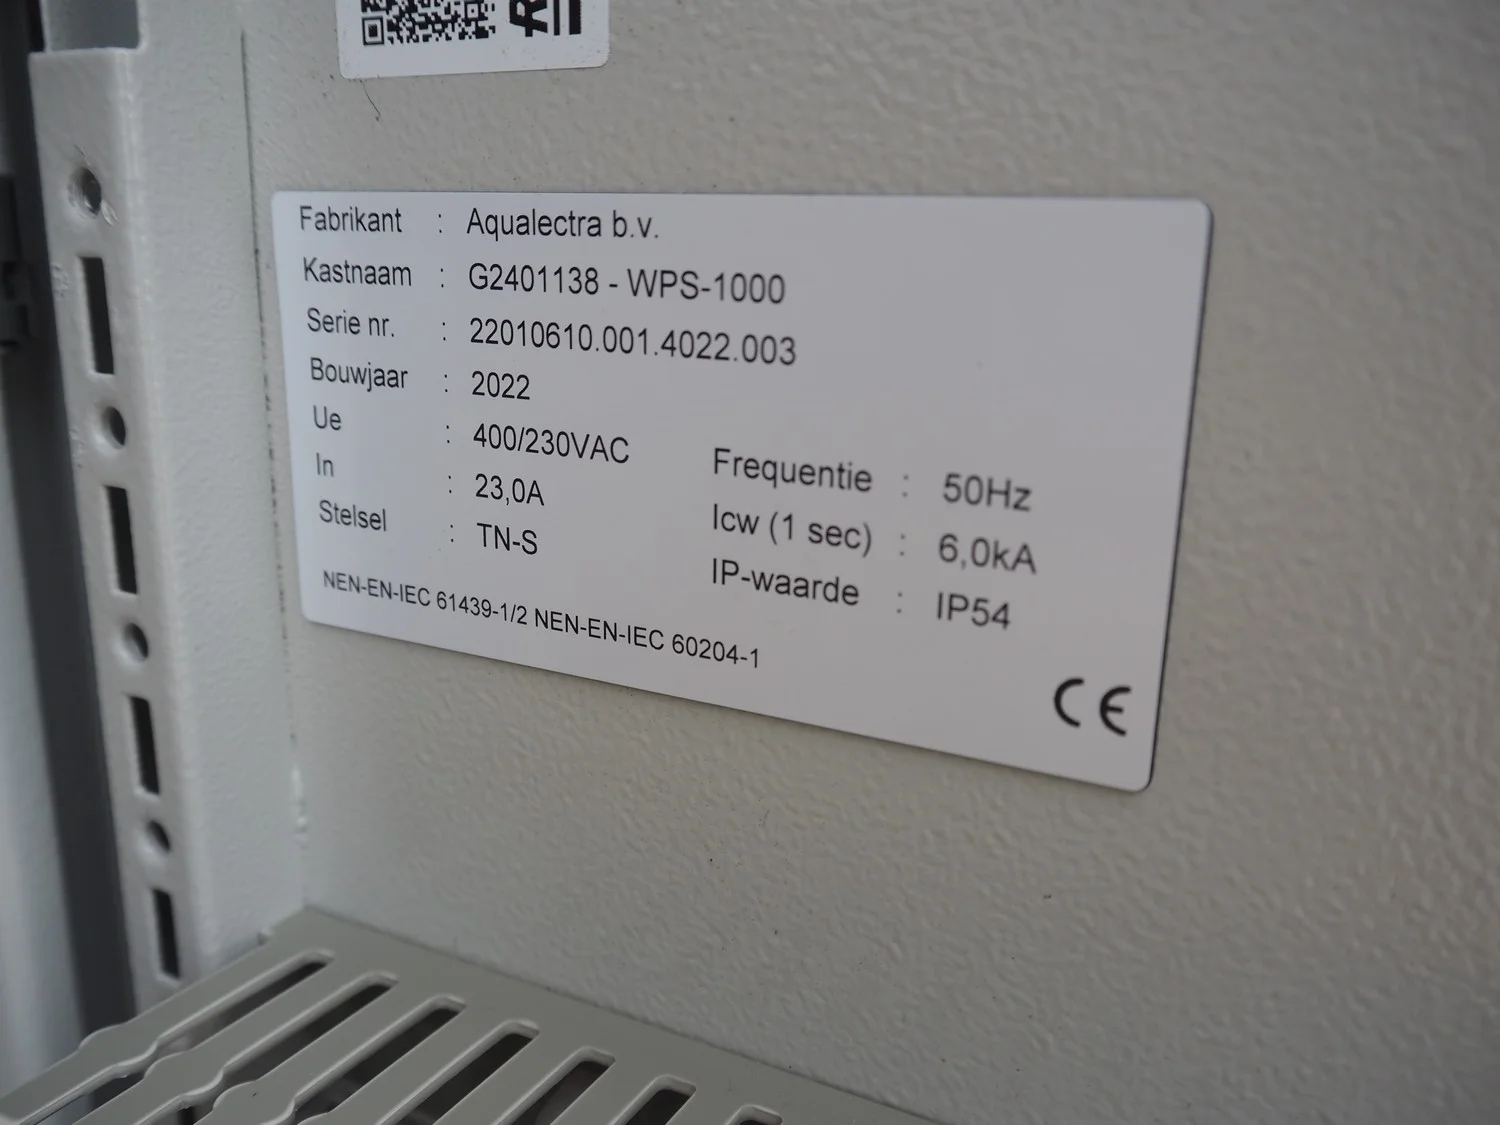 Fabrikant : Aqualectra b.v.
Kastnaam : G2401138 - WPS-1000
Serie nr. : 22010610.001.4022.003
Bouwjaar : 2022
Ue : 400/230VAC
Frequentie : 50Hz
In : 23,0A
Icw (1 sec) : 6,0kA
Stelsel : TN-S
IP-waarde : IP54
NEN-EN-IEC 61439-1/2 NEN-EN-IEC 60204-1
CE